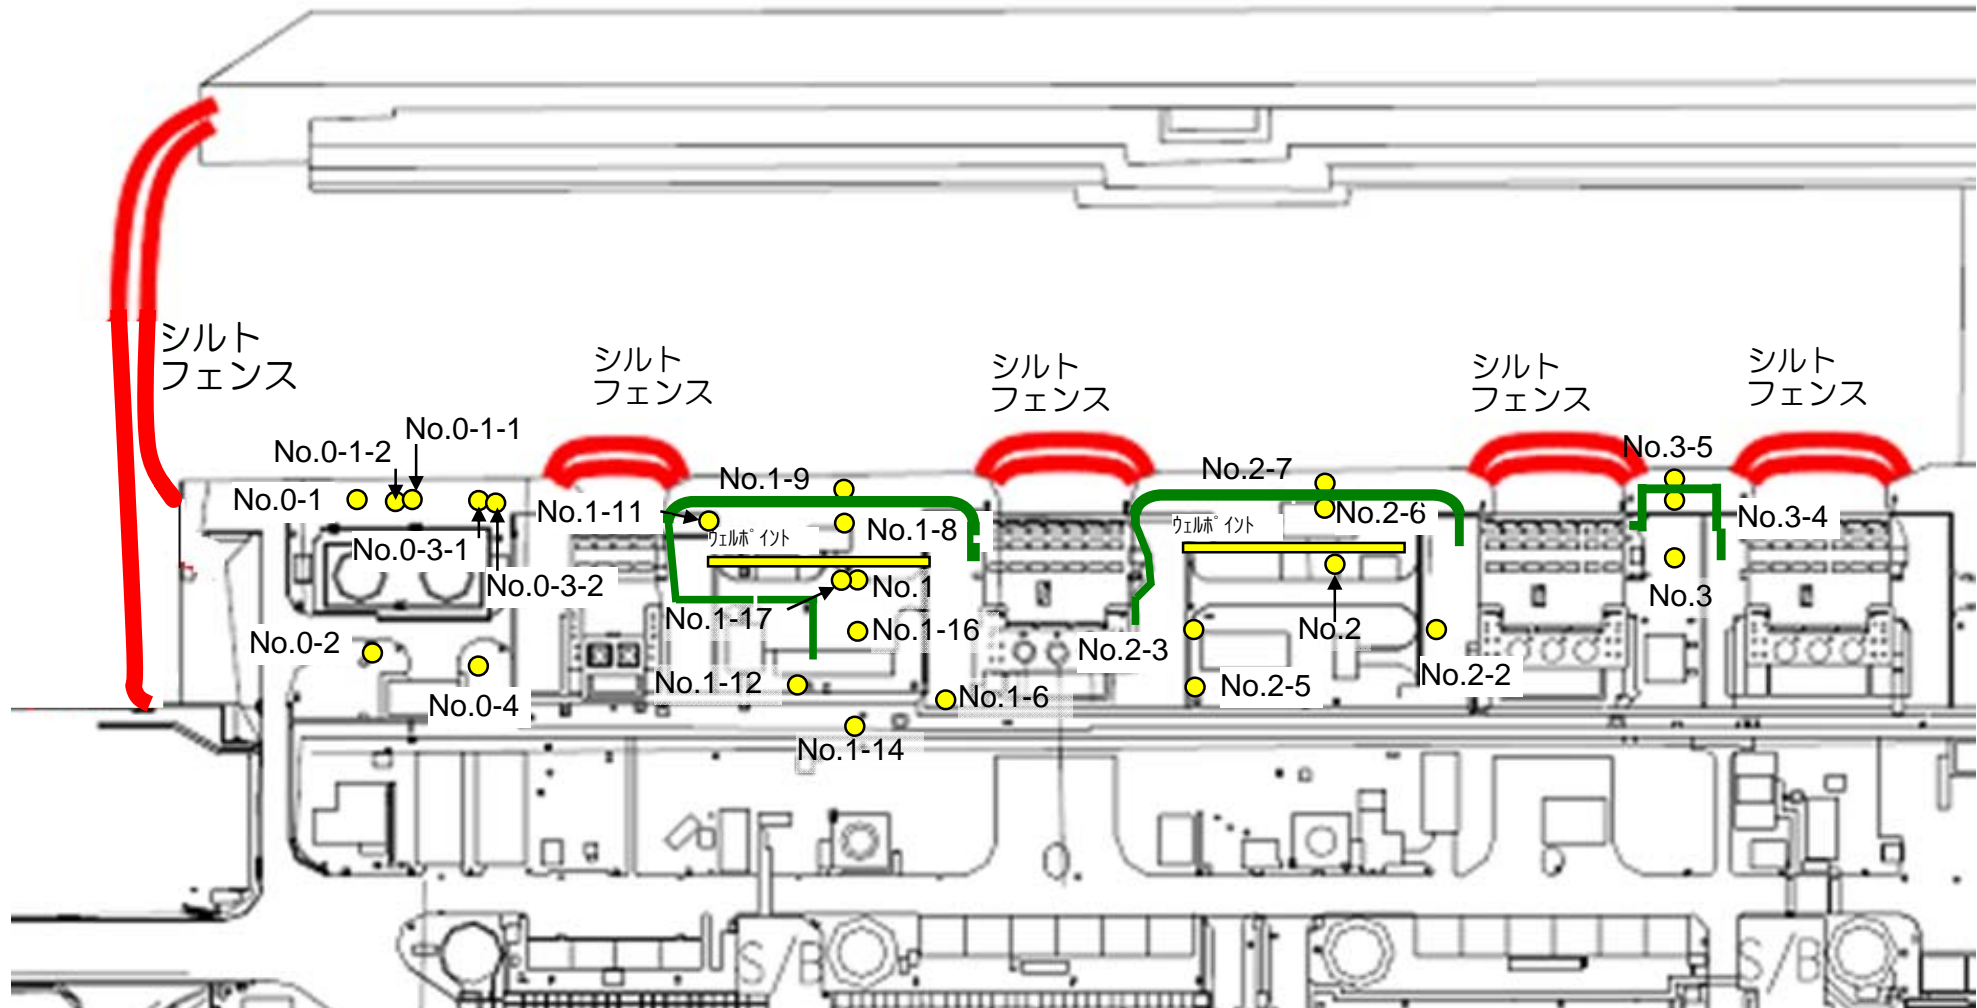 シルト
フェンス
シルト
フェンス
シルト
フェンス
シルト
フェンス
シルト
フェンス
No.0-1-1
No.0-1-2
No.0-1
No.0-3-1
No.0-3-2
No.0-2
No.0-4
No.1-9
No.1-11
No.1-8
ｳｪﾙﾎﾟｲﾝﾄ
No.1
No.1-17
No.1-16
No.1-12
No.1-6
No.1-14
No.2-7
No.2-6
ｳｪﾙﾎﾟｲﾝﾄ
No.2
No.2-3
No.2-2
No.2-5
No.3-5
No.3-4
No.3
S/B
S/B